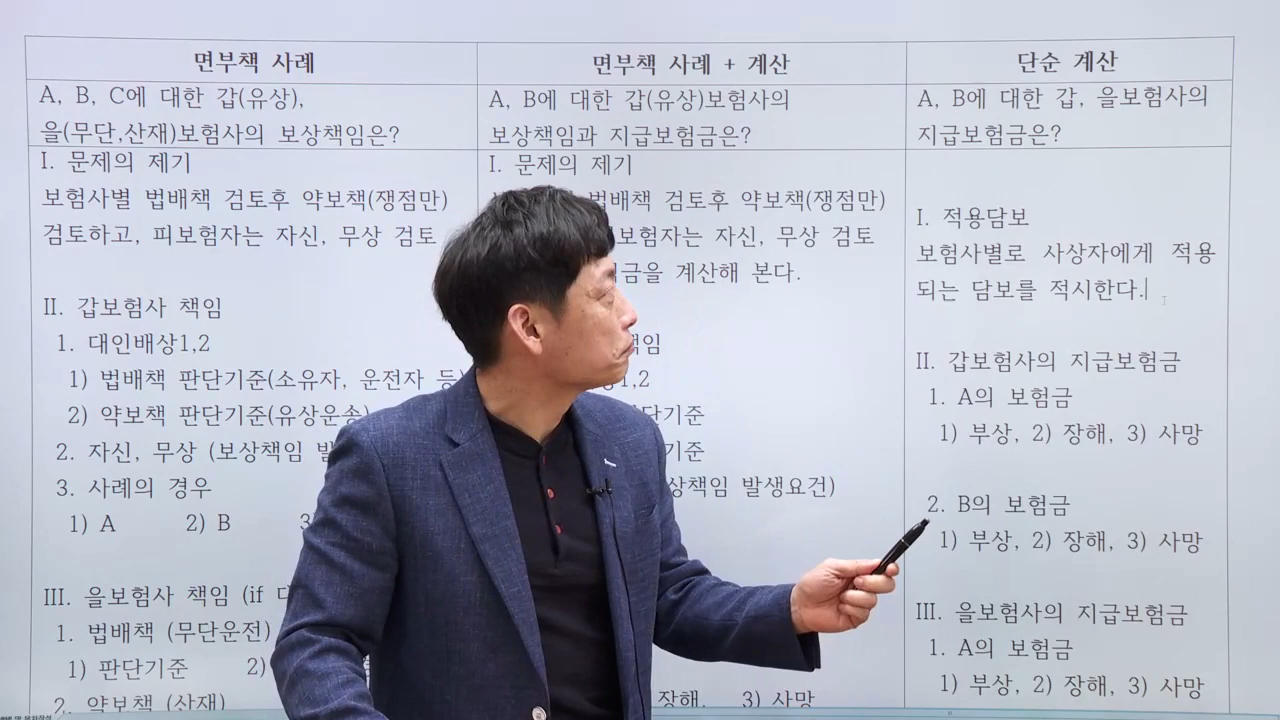 면부책 사례
A, B, C에 대한 갑(유상),
을(무단,산재)보험사의 보상책임은?
I. 문제의 제기
보험사별 법배책 검토후 약보책(쟁점만)
검토하고, 피보험자는 자신, 무상 검토
II. 갑보험사 책임
1. 대인배상1,2
1) 법배책 판단기준(소유자, 운전자 등)
2) 약보책 판단기준(유상운송)
2. 자신, 무상 (보상책임
3. 사례의 경우
1) A 2) B 3
III. 을보험사 책임 (if
1. 법배책 (무단운전)
1) 판단기준 2)
2. 약보책 (산재)
면부책 사례 + 계산
A, B에 대한 갑(유상)보험사의
보상책임과 지급보험금은?
I. 문제의 제기
법배책 검토후 약보책(쟁점만)
보험자는 자신, 무상 검토
금을 계산해 본다.
책임
1,2
단기준
기준
상책임 발생요건)
장해, 3) 사망
단순 계산
A, B에 대한 갑, 을보험사의
지급보험금은?
I. 적용담보
보험사별로 사상자에게 적용
되는 담보를 적시한다.
II. 갑보험사의 지급보험금
1. A의 보험금
1) 부상, 2) 장해, 3) 사망
2. B의 보험금
1) 부상, 2) 장해, 3) 사망
III. 을보험사의 지급보험금
1. A의 보험금
1) 부상, 2) 장해, 3) 사망